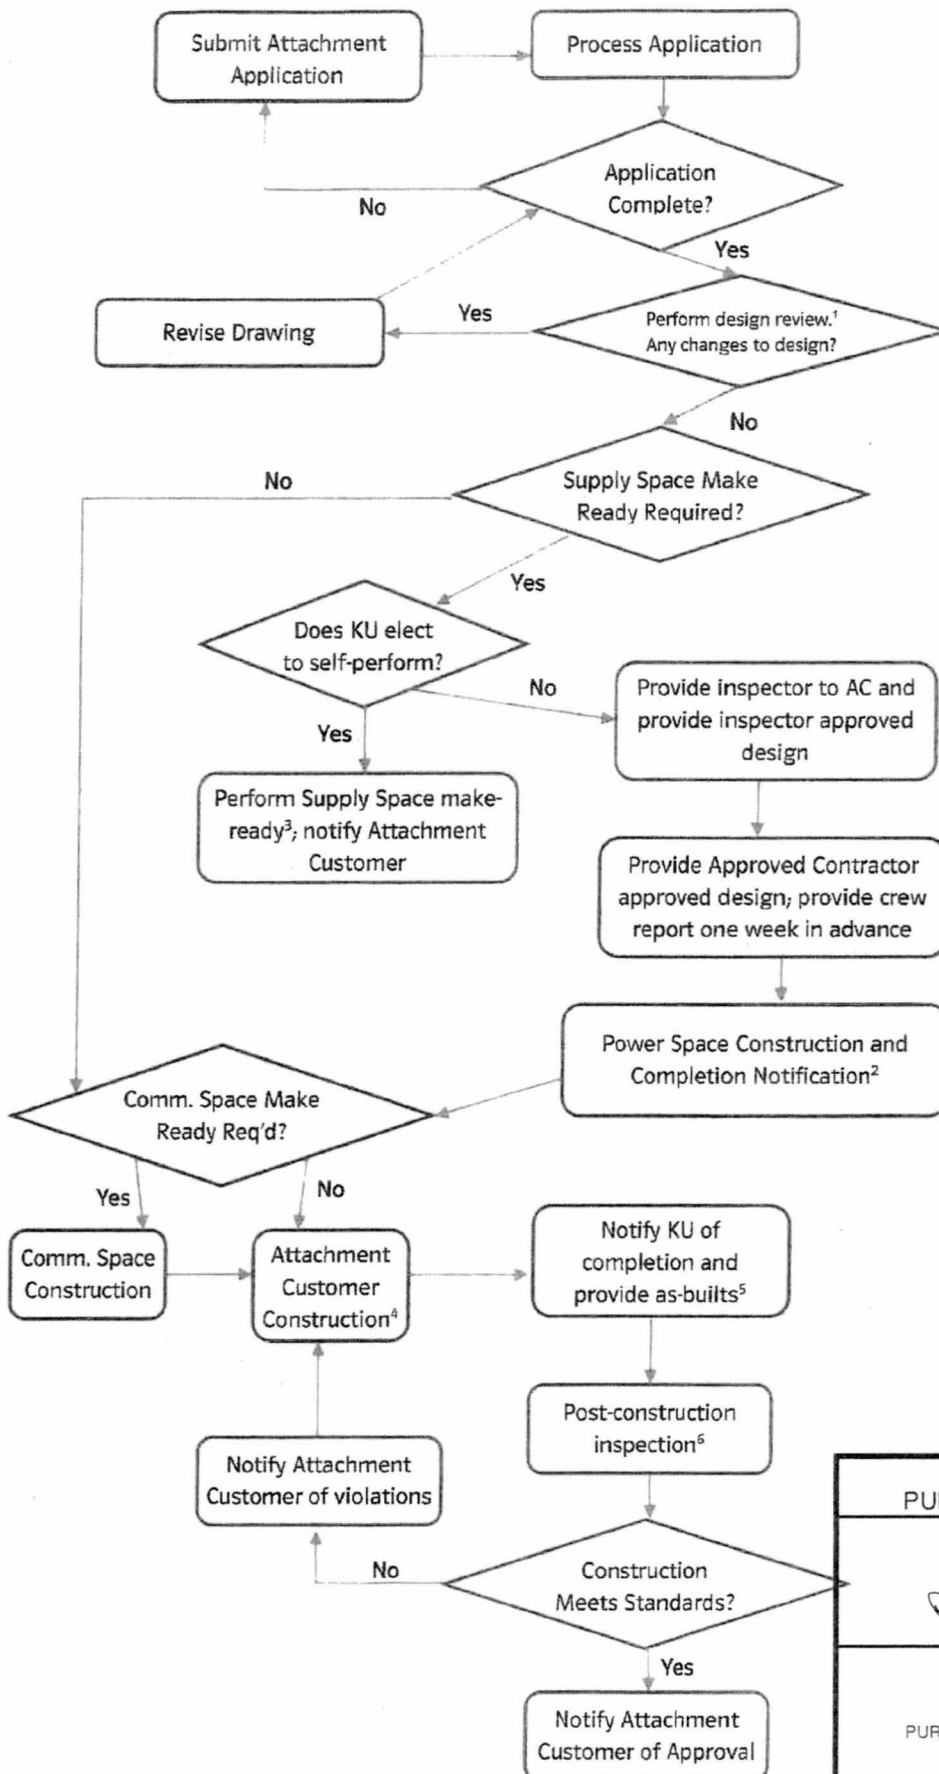 Submit Attachment
Application
Process Application
Application
Complete?
No
Yes
Revise Drawing
Yes
Perform design review.¹
Any changes to design?
No
No
Supply Space Make
Ready Required?
Yes
Does KU elect
to self-perform?
No
Yes
Provide inspector to AC and
provide inspector approved
design
Perform Supply Space make-
ready³; notify Attachment
Customer
Provide Approved Contractor
approved design; provide crew
report one week in advance
Power Space Construction and
Completion Notification²
Comm. Space Make
Ready Req'd?
Yes
No
Comm. Space
Construction
Attachment
Customer
Construction⁴
Notify KU of
completion and
provide as-builts⁵
Post-construction
inspection⁶
Notify Attachment
Customer of violations
No
Construction
Meets Standards?
Yes
Notify Attachment
Customer of Approval